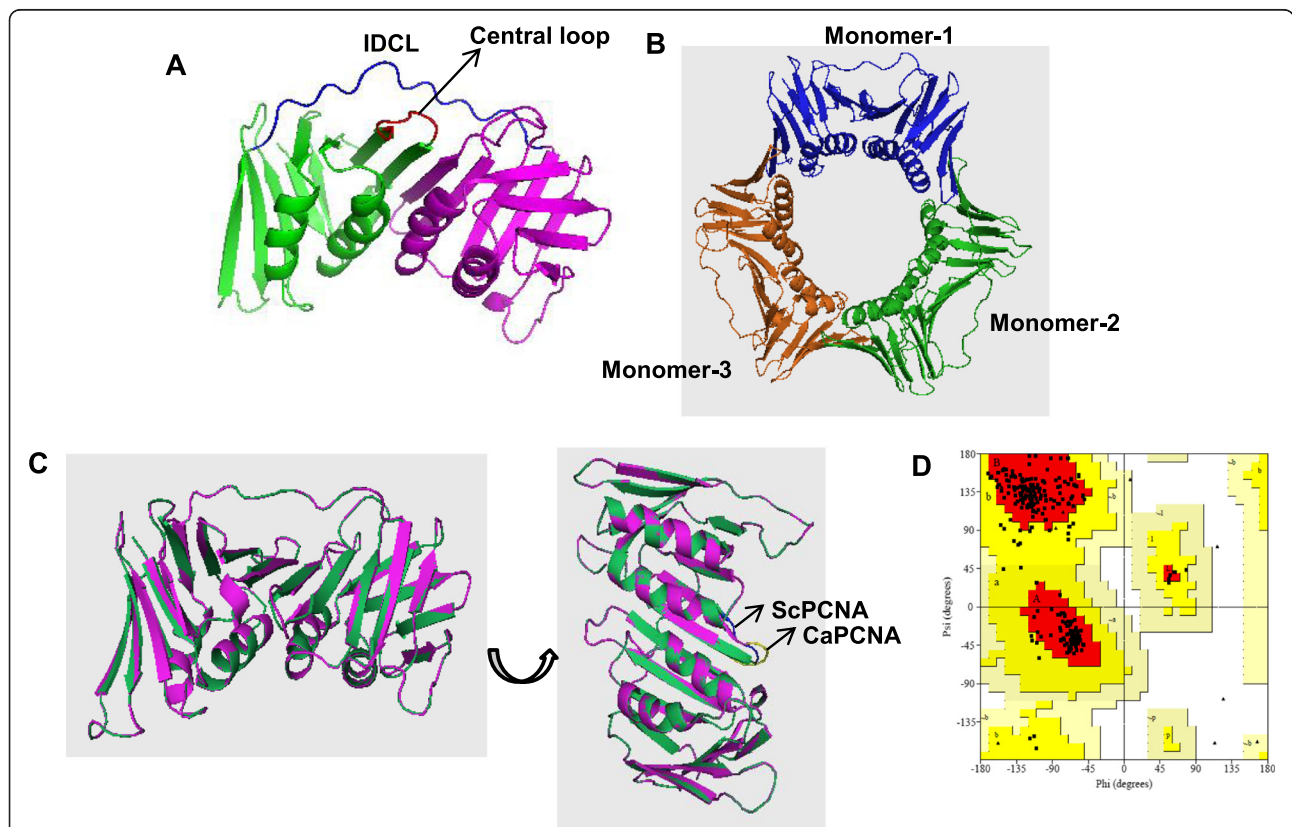 A
IDCL
Central loop
B
Monomer-1
Monomer-2
Monomer-3
C
ScPCNA
CaPCNA
D
Psi (degrees)
180
135
90
45
0
-45
-90
-135
B
b
a
A
l
~l
~b
~a
~p
p
b
~b
-180 -135 -90 -45 0 45 90 135 180
Phi (degrees)